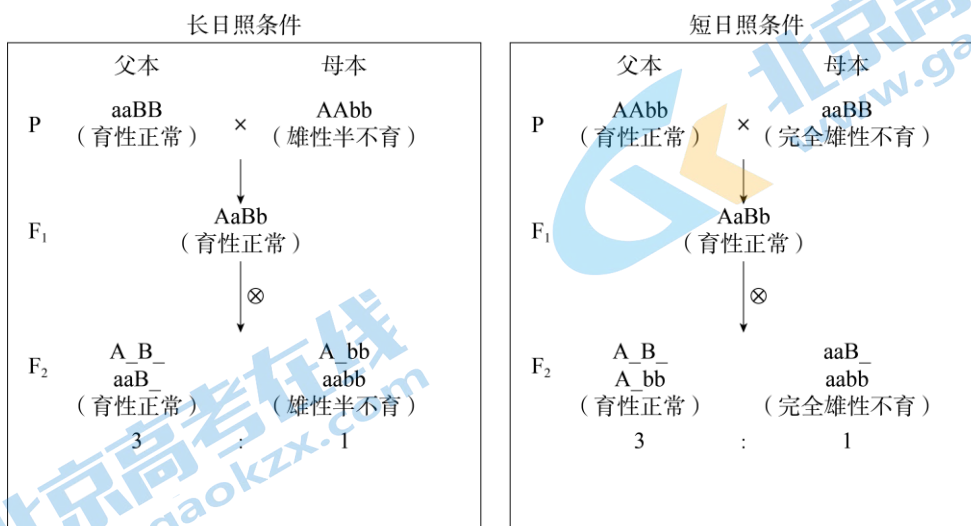 长日照条件
父本 母本
P aaBB × AAbb
(育性正常) (雄性半不育)
F₁ AaBb
(育性正常)
⊗
F₂ A_B_ A_bb
aaB_ aabb
(育性正常) (雄性半不育)
3 : 1
短日照条件
父本 母本
P AAbb × aaBB
(育性正常) (完全雄性不育)
F₁ AaBb
(育性正常)
⊗
F₂ A_B_ aaB_
A_bb aabb
(育性正常) (完全雄性不育)
3 : 1
北京高考在线
gaokzx.com
北京
www.ga